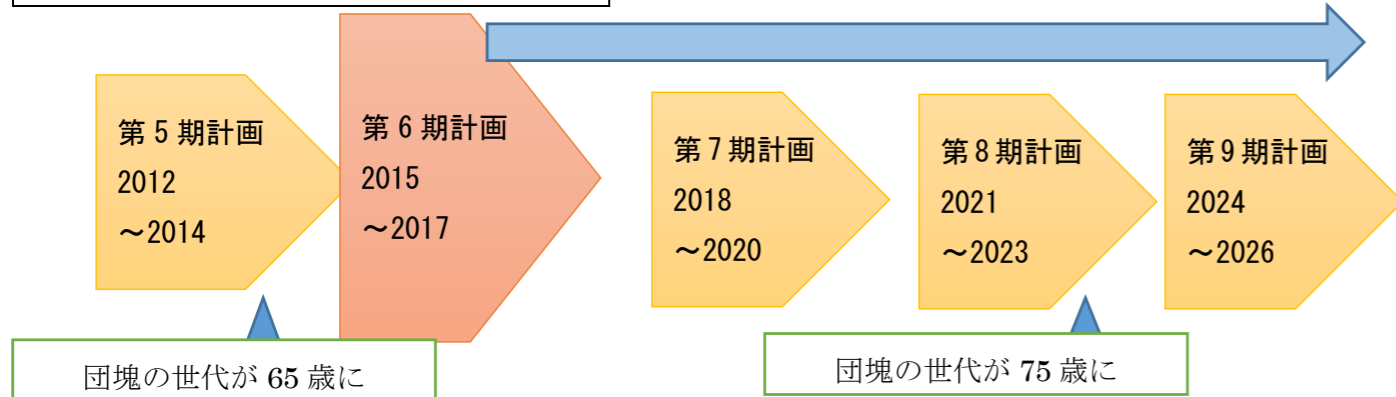 第 5 期計画
2012
～2014
第 6 期計画
2015
～2017
第 7 期計画
2018
～2020
第 8 期計画
2021
～2023
第 9 期計画
2024
～2026
団塊の世代が 65 歳に
団塊の世代が 75 歳に